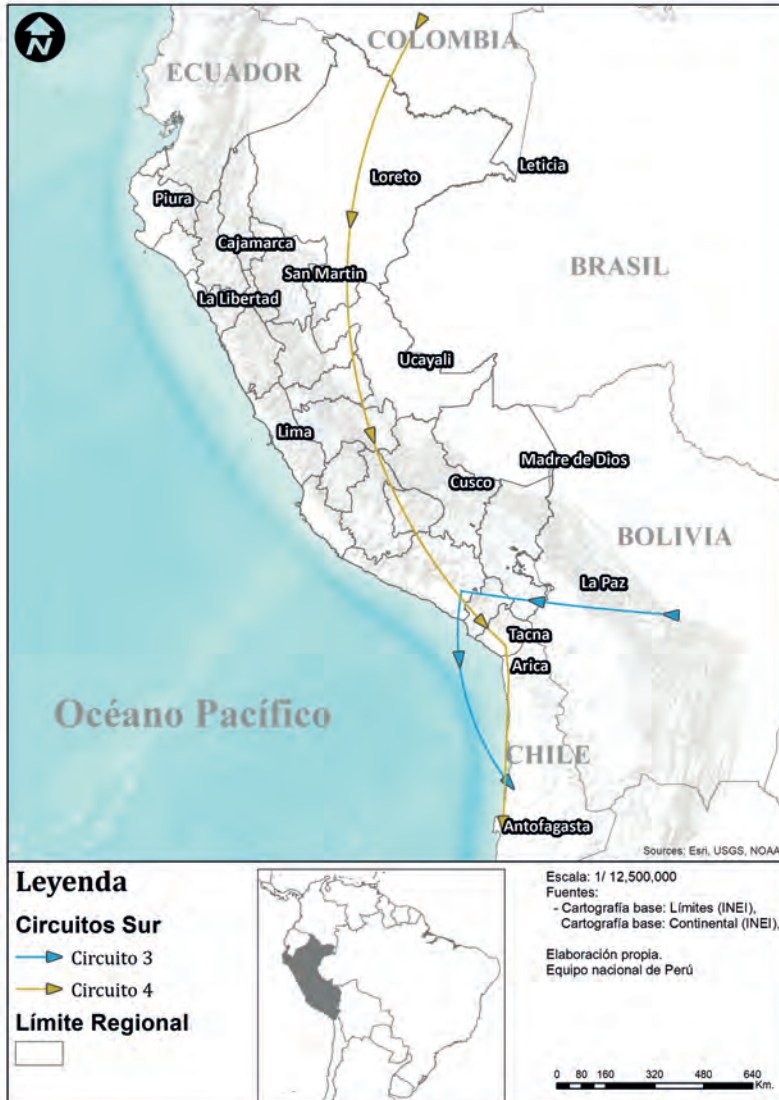 N
COLOMBIA
ECUADOR
Leticia
Loreto
Piura
Cajamarca
BRASIL
San Martin
La Libertad
Ucayali
Lima
Madre de Dios
Cusco
BOLIVIA
La Paz
Tacna
Arica
Océano Pacífico
CHILE
Antofagasta
Sources: Esri, USGS, NOAA
Leyenda
Circuitos Sur
Circuito 3
Circuito 4
Límite Regional
Escala: 1/ 12,500,000
Fuentes:
- Cartografía base: Límites (INEI),
Cartografía base: Continental (INEI),
Elaboración propia.
Equipo nacional de Perú
0 80 160 320 480 640
Km.